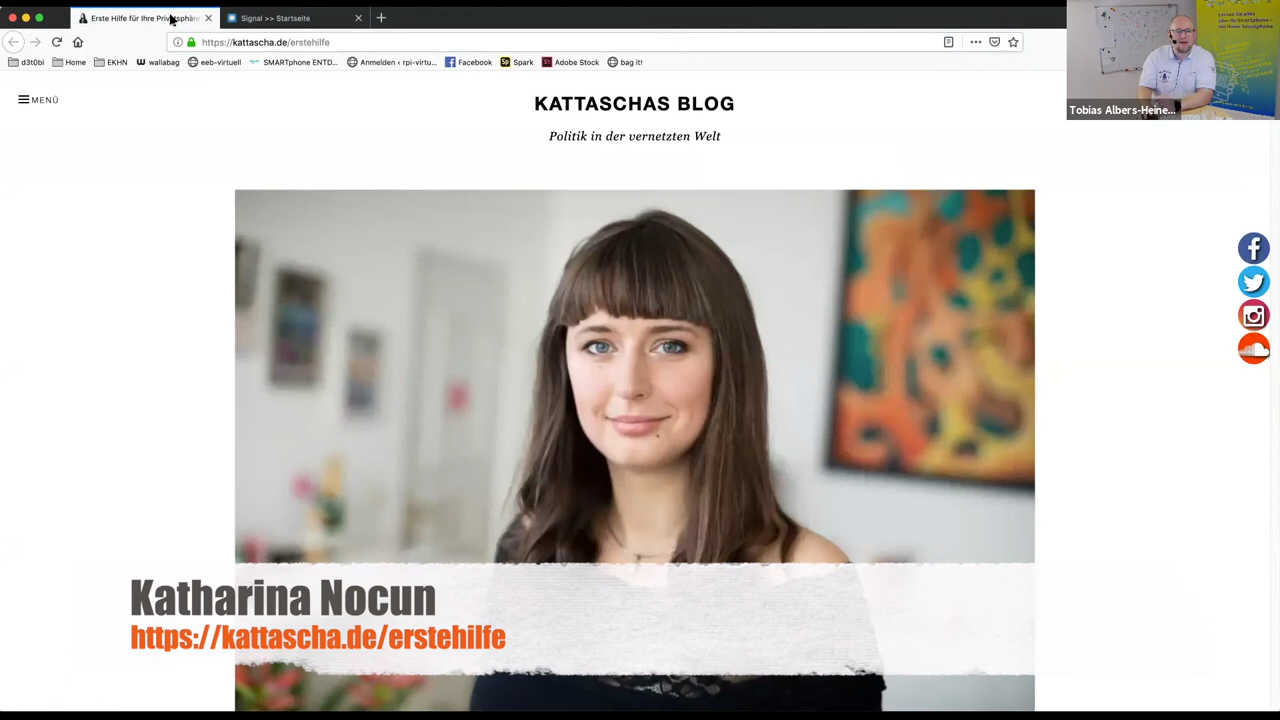 Erste Hilfe für Ihre Privatsphäre
Signal >> Startseite
https://kattascha.de/erstehilfe
d3t0bi
Home
EKHN
wallabag
eeb-virtuell
SMARTphone ENTD...
Anmelden ‹ rpi-virtu...
Facebook
Spark
Adobe Stock
bag it!
Tobias Albers-Heine...
MENÜ
KATTASCHAS BLOG
Politik in der vernetzten Welt
Katharina Nocun
https://kattascha.de/erstehilfe